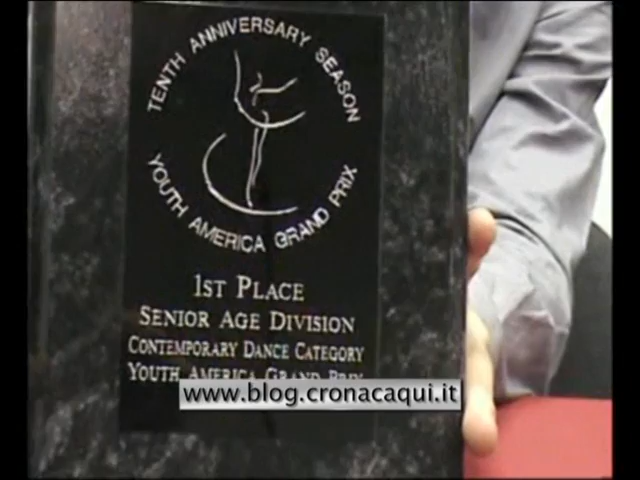 TENTH ANNIVERSARY SEASON
YOUTH AMERICA GRAND PRIX
1ST PLACE
SENIOR AGE DIVISION
CONTEMPORARY DANCE CATEGORY
YOUTH AMERICA GRAND PRIX
www.blog.cronacaqui.it